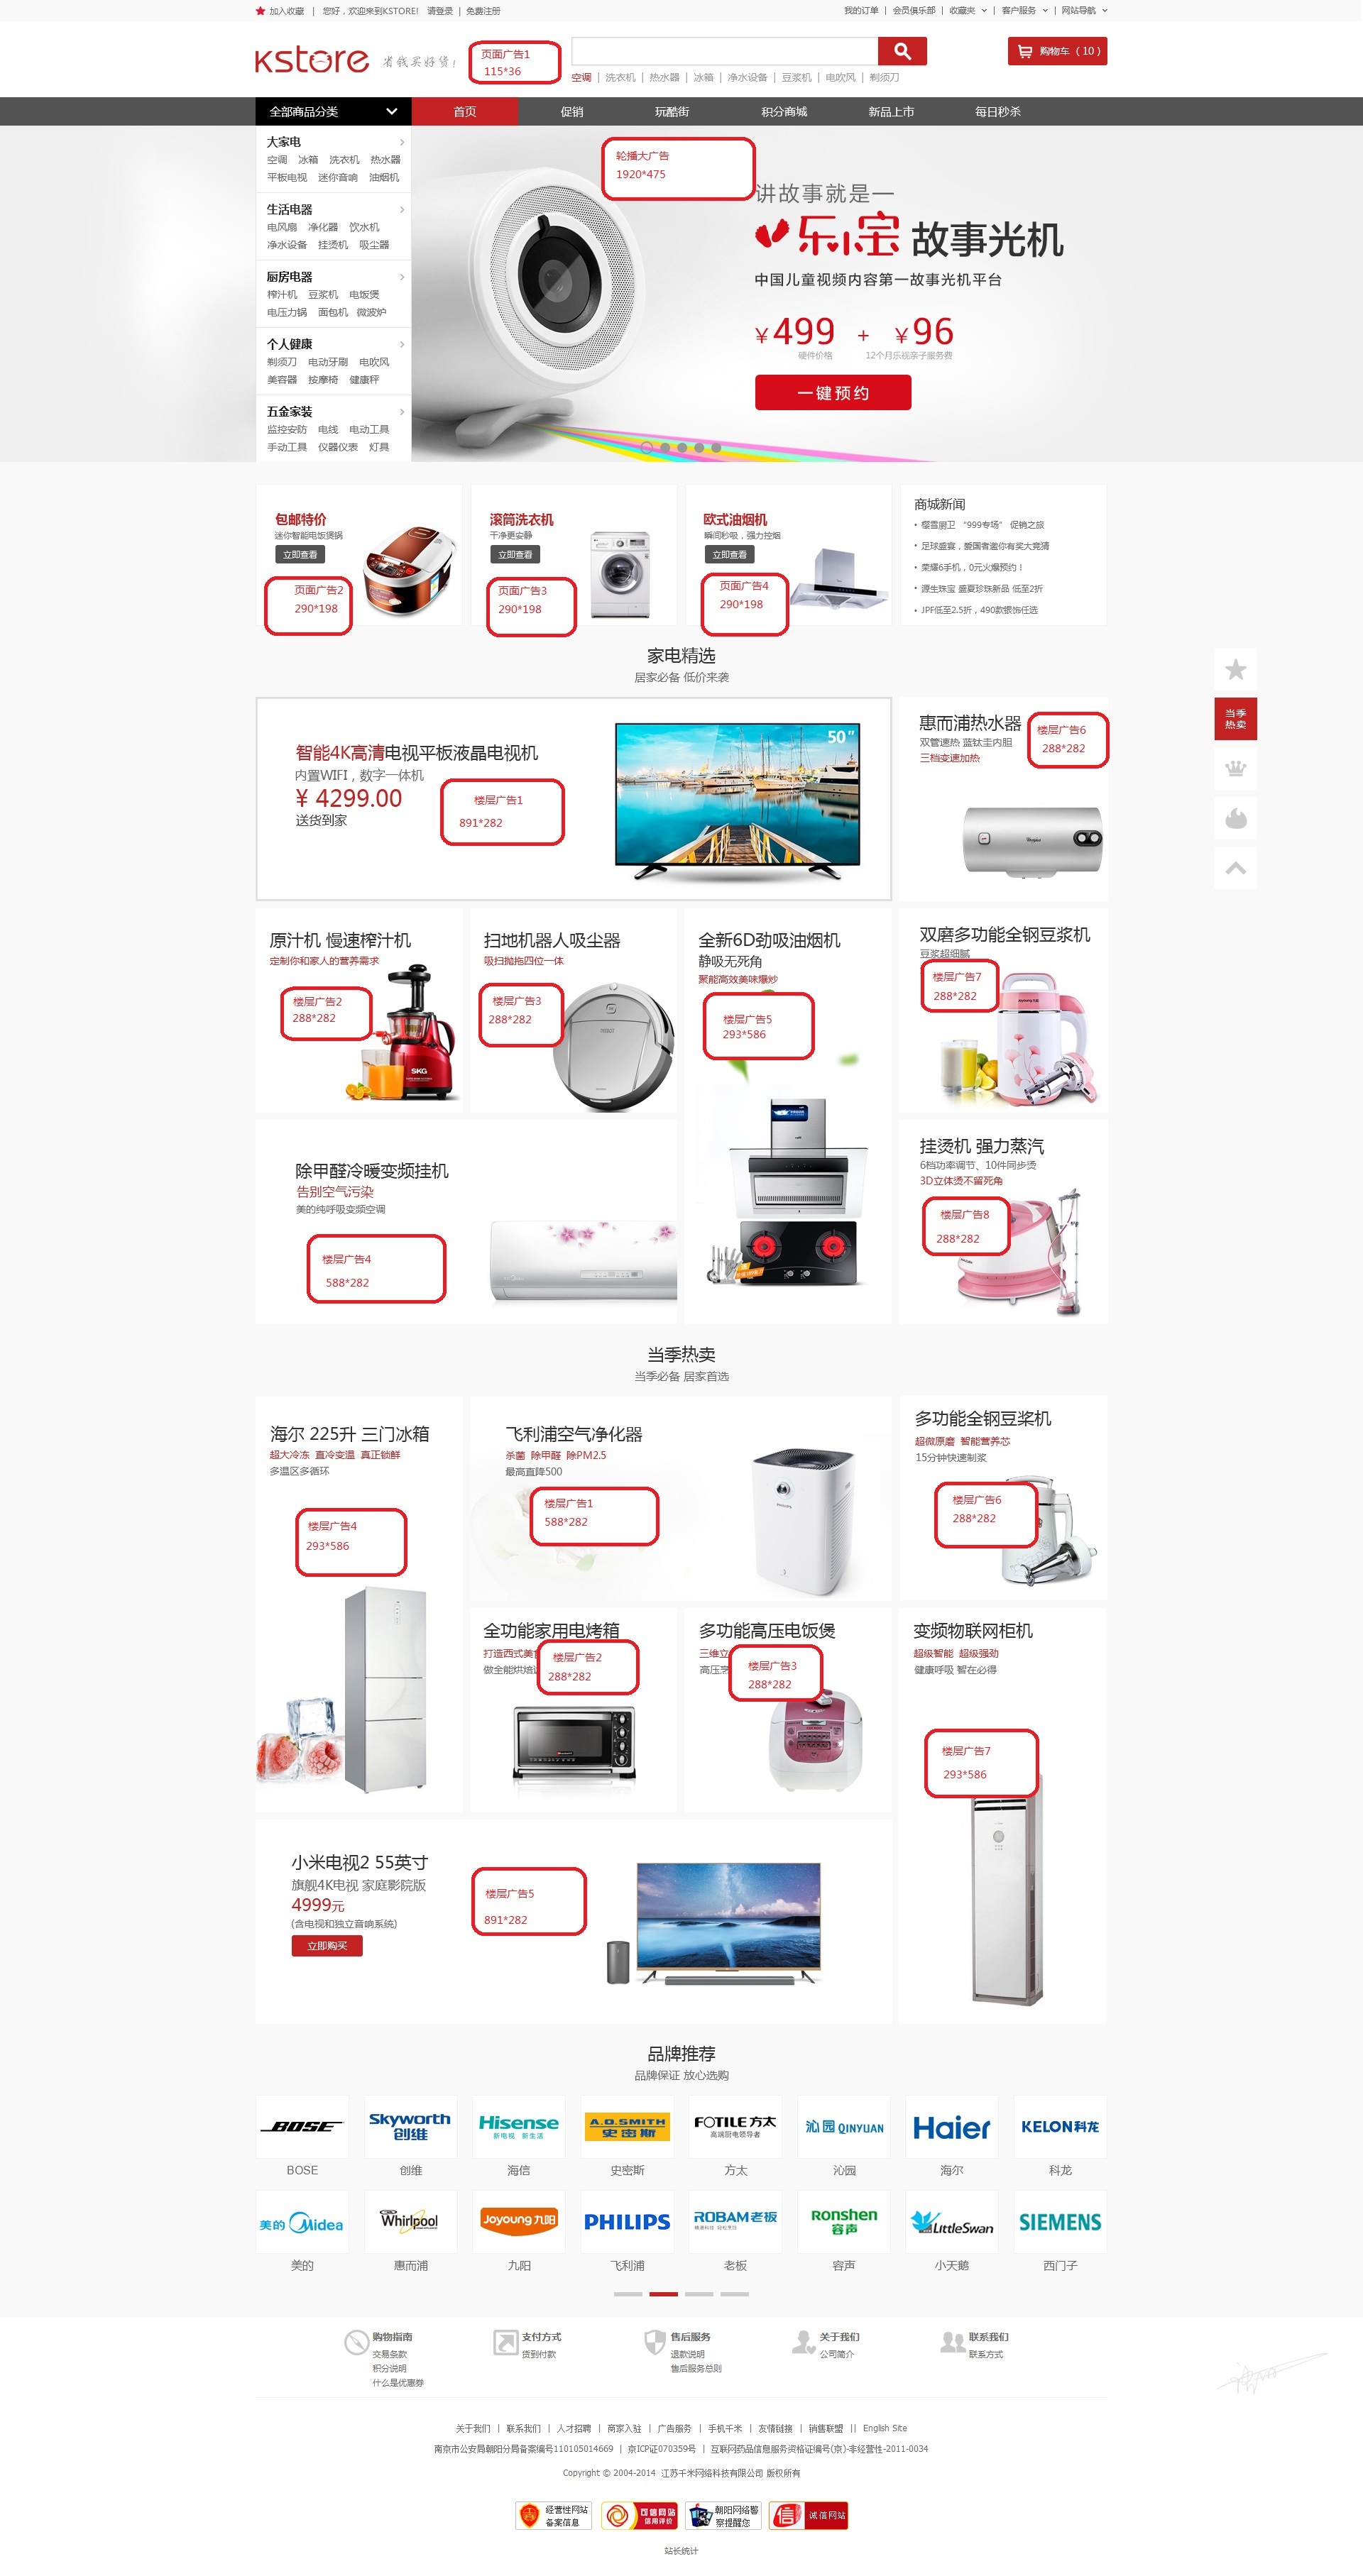 加入收藏 | 您好，欢迎来到KSTORE! 请登录 | 免费注册
我的订单 | 会员俱乐部 | 收藏夹 | 客户服务 | 网站导航
kstore 省钱买好货!
页面广告1
115*36
购物车（10）
空调 | 洗衣机 | 热水器 | 冰箱 | 净水设备 | 豆浆机 | 电吹风 | 剃须刀
全部商品分类 首页 促销 玩酷街 积分商城 新品上市 每日秒杀
大家电
空调 冰箱 洗衣机 热水器
平板电视 迷你音响 油烟机
生活电器
电风扇 净化器 饮水机
净水设备 挂烫机 吸尘器
厨房电器
榨汁机 豆浆机 电饭煲
电压力锅 面包机 微波炉
个人健康
剃须刀 电动牙刷 电吹风
美容器 按摩椅 健康秤
五金家装
监控安防 电线 电动工具
手动工具 仪器仪表 灯具
轮播大广告
1920*475
讲故事就是一
乐小宝 故事光机
中国儿童视频内容第一故事光机平台
¥499 + ¥96
硬件价格 12个月乐视亲子服务费
一键预约
包邮特价
迷你智能电饭煲锅
立即查看
页面广告2
290*198
滚筒洗衣机
干净更安静
立即查看
页面广告3
290*198
欧式油烟机
瞬间秒吸，强力控烟
立即查看
页面广告4
290*198
商城新闻
• 樱雪厨卫 “999专场” 促销之旅
• 足球盛宴，爱国者邀你有奖大竞猜
• 荣耀6手机，0元火爆预约！
• 源生珠宝 盛夏珍珠新品 低至2折
• JPF低至2.5折，490款银饰任选
家电精选
居家必备 低价来袭
当季
热卖
智能4K高清电视平板液晶电视机
内置WIFI，数字一体机
¥ 4299.00
送货到家
楼层广告1
891*282
50"
惠而浦热水器
双管速热 蓝钛圭内胆
三档变速加热
楼层广告6
288*282
Whirlpool
原汁机 慢速榨汁机
定制你和家人的营养需求
楼层广告2
288*282
SKG
扫地机器人吸尘器
吸扫抛拖四位一体
楼层广告3
288*282
全新6D劲吸油烟机
静吸无死角
聚能高效美味爆炒
楼层广告5
293*586
双磨多功能全钢豆浆机
豆浆超细腻
楼层广告7
288*282
除甲醛冷暖变频挂机
告别空气污染
美的纯呼吸变频空调
楼层广告4
588*282
挂烫机 强力蒸汽
6档功率调节、10件同步烫
3D立体烫不留死角
楼层广告8
288*282
当季热卖
当季必备 居家首选
海尔 225升 三门冰箱
超大冷冻 直冷变温 真正锁鲜
多温区多循环
楼层广告4
293*586
飞利浦空气净化器
杀菌 除甲醛 除PM2.5
最高直降500
楼层广告1
588*282
PHILIPS
多功能全钢豆浆机
超微原磨 智能营养芯
15分钟快速制浆
楼层广告6
288*282
全功能家用电烤箱
打造西式美
做全能烘焙
楼层广告2
288*282
多功能高压电饭煲
三维立
高压烹
楼层广告3
288*282
变频物联网柜机
超级智能 超级强劲
健康呼吸 智在必得
楼层广告7
293*586
小米电视2 55英寸
旗舰4K电视 家庭影院版
4999元
(含电视和独立音响系统)
立即购买
楼层广告5
891*282
品牌推荐
品牌保证 放心选购
BOSE Skyworth 创维 Hisense 新电视 新生活 A.O.SMITH 史密斯 FOTILE 方太 高端厨电领导者 沁园 QINYUAN Haier KELON 科龙
BOSE 创维 海信 史密斯 方太 沁园 海尔 科龙
美的 Midea Whirlpool Joyoung 九阳 PHILIPS ROBAM 老板 Ronshen 容声 LittleSwan SIEMENS
美的 惠而浦 九阳 飞利浦 老板 容声 小天鹅 西门子
购物指南
交易条款
积分说明
什么是优惠券
支付方式
货到付款
售后服务
退款说明
售后服务总则
关于我们
公司简介
联系我们
联系方式
关于我们 | 联系我们 | 人才招聘 | 商家入驻 | 广告服务 | 手机千米 | 友情链接 | 销售联盟 || English Site
南京市公安局朝阳分局备案编号110105014669 | 京ICP证070359号 | 互联网药品信息服务资格证编号(京)-非经营性-2011-0034
Copyright © 2004-2014 江苏千米网络科技有限公司 版权所有
经营性网站
备案信息
可信网站
信用评价
朝阳网络警
察提醒您
信 诚信网站
站长统计